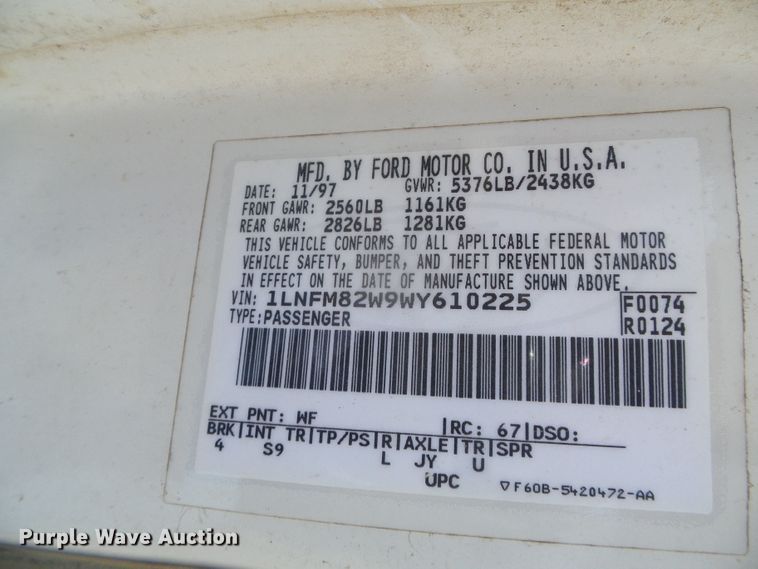 MFD. BY FORD MOTOR CO. IN U.S.A.
DATE: 11/97 GVWR: 5376LB/2438KG
FRONT GAWR: 2560LB 1161KG
REAR GAWR: 2826LB 1281KG
THIS VEHICLE CONFORMS TO ALL APPLICABLE FEDERAL MOTOR
VEHICLE SAFETY, BUMPER, AND THEFT PREVENTION STANDARDS
IN EFFECT ON THE DATE OF MANUFACTURE SHOWN ABOVE.
VIN: 1LNFM82W9WY610225 F0074
TYPE:PASSENGER R0124
EXT PNT: WF |RC: 67|DSO:
BRK|INT TR|TP/PS|R|AXLE|TR|SPR
4 S9 L JY U
UPC ▽F60B-5420472-AA
Purple Wave Auction